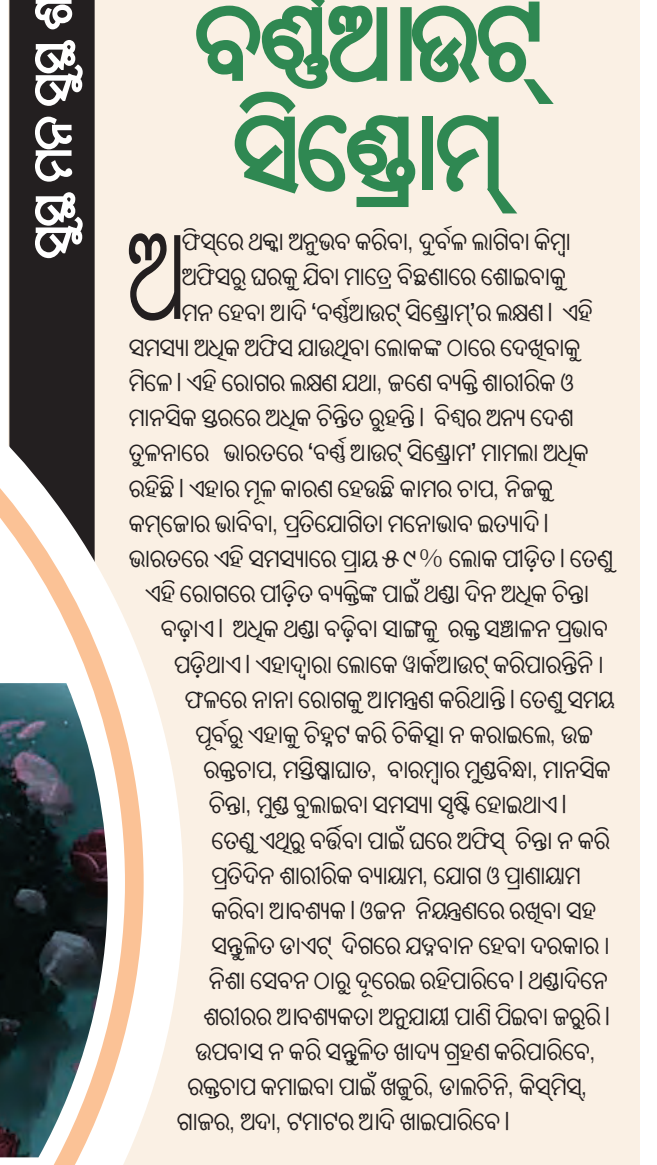 ସୁସ୍ଥ ମନ ସୁସ୍ଥ
ବର୍ଣ୍ଣଆଉଟ୍
ସିଣ୍ଡ୍ରୋମ୍
ଅଫିସ୍‌ରେ ଥକ୍କା ଅନୁଭବ କରିବା, ଦୁର୍ବଳ ଲାଗିବା କିମ୍ବା
ଅଫିସରୁ ଘରକୁ ଯିବା ମାତ୍ରେ ବିଛଣାରେ ଶୋଇବାକୁ
ମନ ହେବା ଆଦି ‘ବର୍ଣ୍ଣଆଉଟ୍ ସିଣ୍ଡ୍ରୋମ୍’ର ଲକ୍ଷଣ। ଏହି
ସମସ୍ୟା ଅଧିକ ଅଫିସ ଯାଉଥିବା ଲୋକଙ୍କ ଠାରେ ଦେଖିବାକୁ
ମିଳେ। ଏହି ରୋଗର ଲକ୍ଷଣ ଯଥା, ଜଣେ ବ୍ୟକ୍ତି ଶାରୀରିକ ଓ
ମାନସିକ ସ୍ତରରେ ଅଧିକ ଚିନ୍ତିତ ରୁହନ୍ତି। ବିଶ୍ୱର ଅନ୍ୟ ଦେଶ
ତୁଳନାରେ ଭାରତରେ ‘ବର୍ଣ୍ଣ ଆଉଟ୍ ସିଣ୍ଡ୍ରୋମ’ ମାମଲା ଅଧିକ
ରହିଛି। ଏହାର ମୂଳ କାରଣ ହେଉଛି କାମର ଚାପ, ନିଜକୁ
କମ୍‌ଜୋର ଭାବିବା, ପ୍ରତିଯୋଗିତା ମନୋଭାବ ଇତ୍ୟାଦି।
ଭାରତରେ ଏହି ସମସ୍ୟାରେ ପ୍ରାୟ ୫୯% ଲୋକ ପୀଡ଼ିତ। ତେଣୁ
ଏହି ରୋଗରେ ପୀଡ଼ିତ ବ୍ୟକ୍ତିଙ୍କ ପାଇଁ ଥଣ୍ଡା ଦିନ ଅଧିକ ଚିନ୍ତା
ବଢ଼ାଏ। ଅଧିକ ଥଣ୍ଡା ବଢ଼ିବା ସାଙ୍ଗକୁ ରକ୍ତ ସଞ୍ଚାଳନ ପ୍ରଭାବ
ପଡ଼ିଥାଏ। ଏହାଦ୍ୱାରା ଲୋକେ ୱାର୍କଆଉଟ୍ କରିପାରନ୍ତିନି।
ଫଳରେ ନାନା ରୋଗକୁ ଆମନ୍ତ୍ରଣ କରିଥାନ୍ତି। ତେଣୁ ସମୟ
ପୂର୍ବରୁ ଏହାକୁ ଚିହ୍ନଟ କରି ଚିକିତ୍ସା ନ କରାଇଲେ, ଉଚ୍ଚ
ରକ୍ତଚାପ, ମସ୍ତିଷ୍କାଘାତ, ବାରମ୍ବାର ମୁଣ୍ଡବିନ୍ଧା, ମାନସିକ
ଚିନ୍ତା, ମୁଣ୍ଡ ବୁଲାଇବା ସମସ୍ୟା ସୃଷ୍ଟି ହୋଇଥାଏ।
ତେଣୁ ଏଥିରୁ ବର୍ତ୍ତିବା ପାଇଁ ଘରେ ଅଫିସ୍ ଚିନ୍ତା ନ କରି
ପ୍ରତିଦିନ ଶାରୀରିକ ବ୍ୟାୟାମ, ଯୋଗ ଓ ପ୍ରାଣାୟାମ
କରିବା ଆବଶ୍ୟକ। ଓଜନ ନିୟନ୍ତ୍ରଣରେ ରଖିବା ସହ
ସନ୍ତୁଳିତ ଡାଏଟ୍ ଦିଗରେ ଯତ୍ନବାନ ହେବା ଦରକାର।
ନିଶା ସେବନ ଠାରୁ ଦୂରେଇ ରହିପାରିବେ। ଥଣ୍ଡାଦିନେ
ଶରୀରର ଆବଶ୍ୟକତା ଅନୁଯାୟୀ ପାଣି ପିଇବା ଜରୁରି।
ଉପବାସ ନ କରି ସନ୍ତୁଳିତ ଖାଦ୍ୟ ଗ୍ରହଣ କରିପାରିବେ,
ରକ୍ତଚାପ କମାଇବା ପାଇଁ ଖଜୁରି, ଡାଲଚିନି, କିସ୍‌ମିସ୍,
ଗାଜର, ଅଦା, ଟମାଟର ଆଦି ଖାଇପାରିବେ।